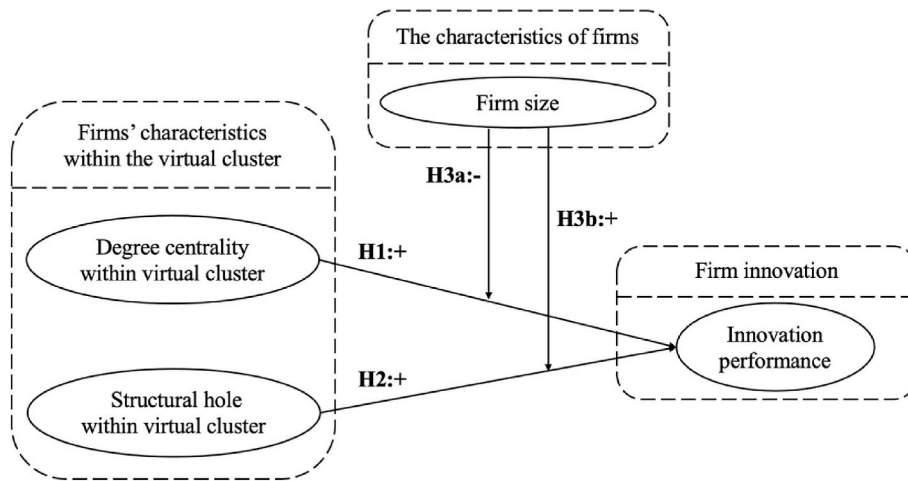 The characteristics of firms
Firm size
Firms’ characteristics
within the virtual cluster
H3a:-
H3b:+
Degree centrality
within virtual cluster
H1:+
Firm innovation
Innovation
performance
H2:+
Structural hole
within virtual cluster